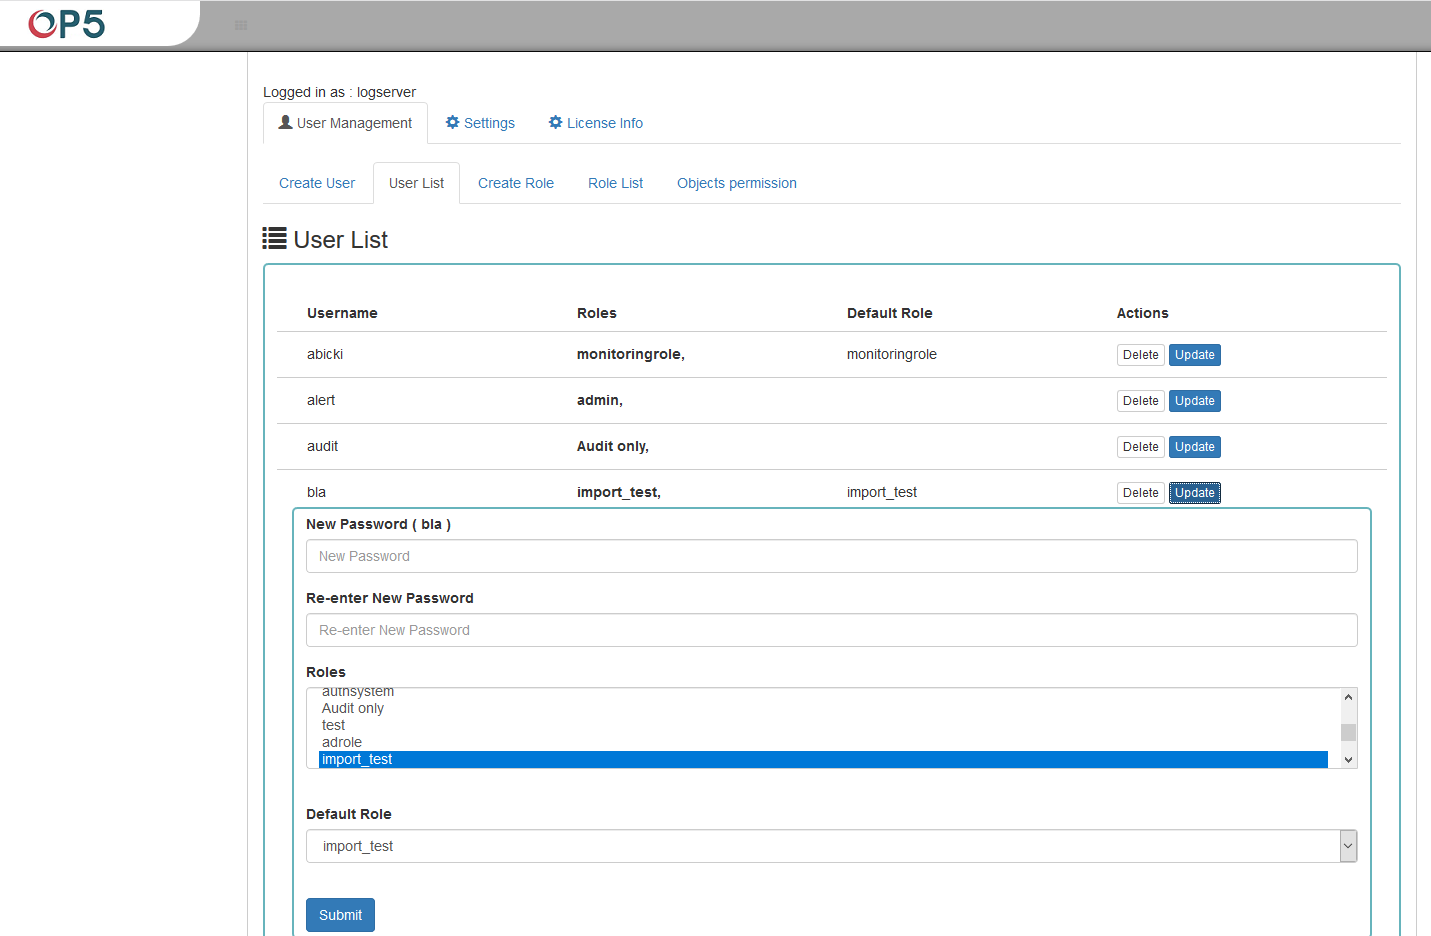 OP5
Logged in as : logserver
User Management Settings License Info
Create User User List Create Role Role List Objects permission
User List
Username Roles Default Role Actions
abicki monitoringrole, monitoringrole Delete Update
alert admin, Delete Update
audit Audit only, Delete Update
bla import_test, import_test Delete Update
New Password ( bla )
New Password
Re-enter New Password
Re-enter New Password
Roles
authsystem
Audit only
test
adrole
import_test
Default Role
import_test
Submit